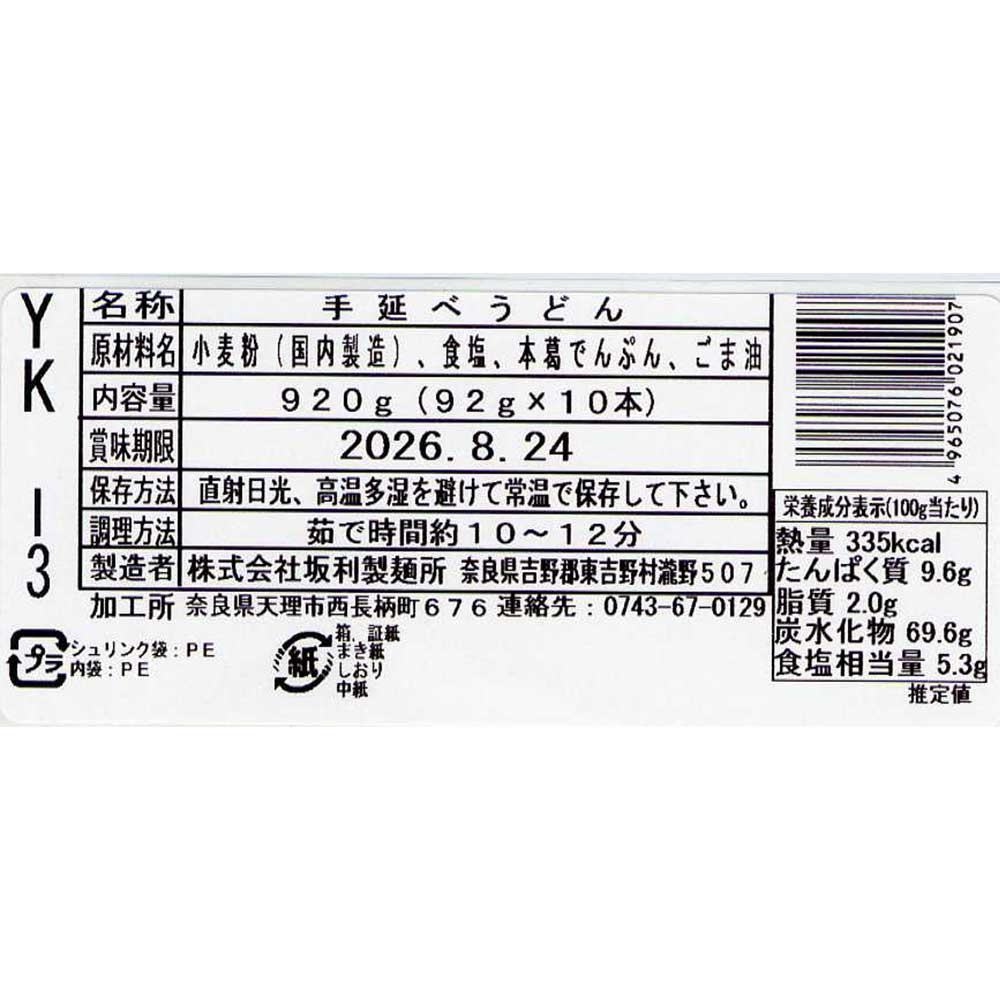 YK-13
名称 手延べうどん
原材料名 小麦粉(国内製造)、食塩、本葛でんぷん、ごま油
内容量 920g(92g×10本)
賞味期限 2026.8.24
保存方法 直射日光、高温多湿を避けて常温で保存して下さい。
調理方法 茹で時間約10〜12分
製造者 株式会社坂利製麺所 奈良県吉野郡東吉野村瀧野507
加工所 奈良県天理市西長柄町676 連絡先:0743-67-0129
プラ
シュリンク袋:PE
内袋:PE
紙
箱、証紙
まき紙
しおり
中紙
4965076021907
栄養成分表示(100g当たり)
熱量 335kcal
たんぱく質 9.6g
脂質 2.0g
炭水化物 69.6g
食塩相当量 5.3g
推定値